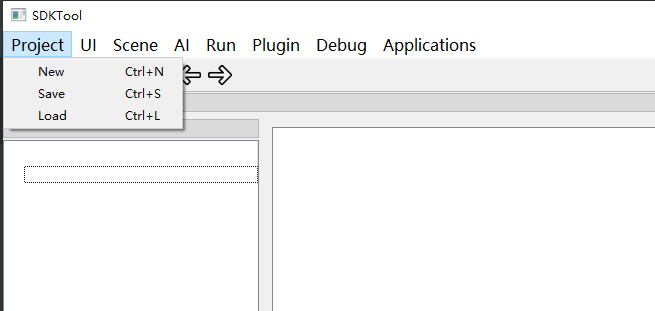 SDKTool
Project UI Scene AI Run Plugin Debug Applications
New Ctrl+N
Save Ctrl+S
Load Ctrl+L